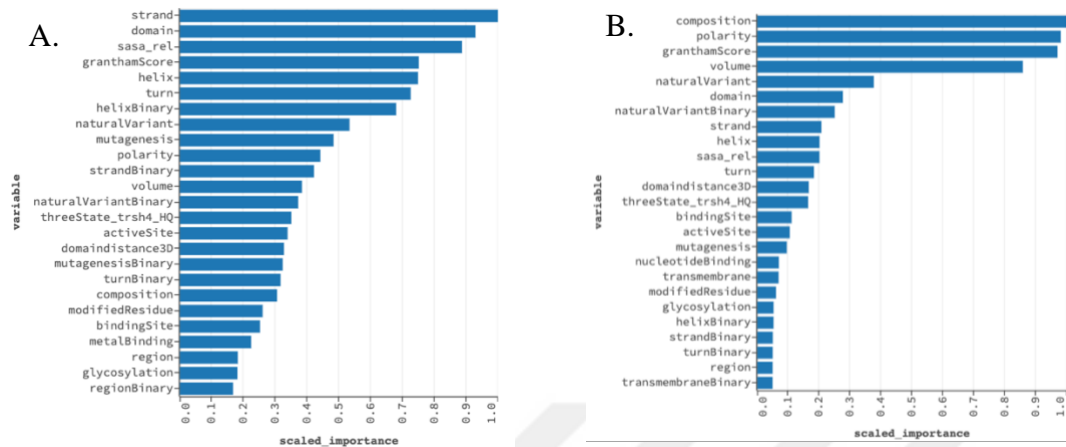 A.
variable
strand
domain
sasa_rel
granthamScore
helix
turn
helixBinary
naturalVariant
mutagenesis
polarity
strandBinary
volume
naturalVariantBinary
threeState_trsh4_HQ
activeSite
domaindistance3D
mutagenesisBinary
turnBinary
composition
modifiedResidue
bindingSite
metalBinding
region
glycosylation
regionBinary
0.0 0.1 0.2 0.3 0.4 0.5 0.6 0.7 0.8 0.9 1.0
scaled_importance
B.
variable
composition
polarity
granthamScore
volume
naturalVariant
domain
naturalVariantBinary
strand
helix
sasa_rel
turn
domaindistance3D
threeState_trsh4_HQ
bindingSite
activeSite
mutagenesis
nucleotideBinding
transmembrane
modifiedResidue
glycosylation
helixBinary
strandBinary
turnBinary
region
transmembraneBinary
0.0 0.1 0.2 0.3 0.4 0.5 0.6 0.7 0.8 0.9 1.0
scaled_importance